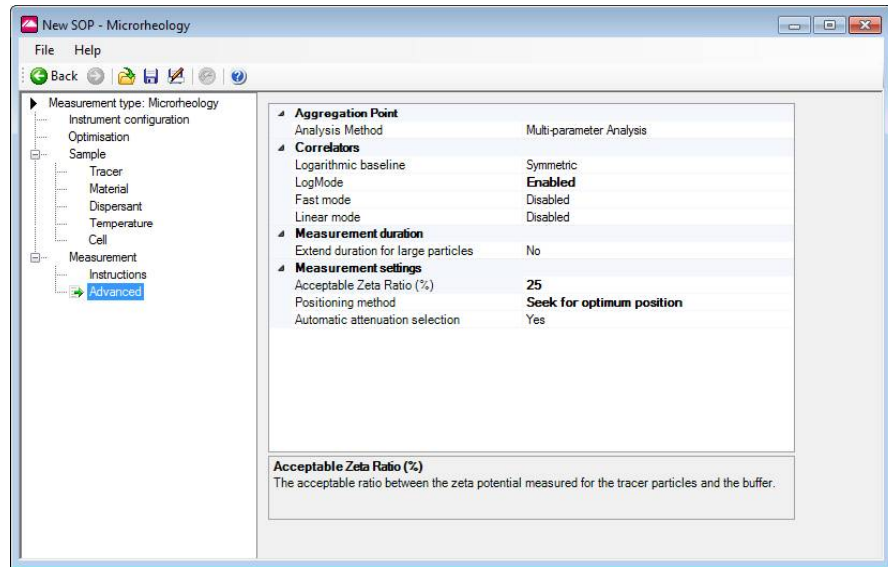 New SOP - Microrheology
File Help
Back
Measurement type: Microrheology
Instrument configuration
Optimisation
Sample
Tracer
Material
Dispersant
Temperature
Cell
Measurement
Instructions
Advanced
Aggregation Point
Analysis Method Multi-parameter Analysis
Correlators
Logarithmic baseline Symmetric
LogMode Enabled
Fast mode Disabled
Linear mode Disabled
Measurement duration
Extend duration for large particles No
Measurement settings
Acceptable Zeta Ratio (%) 25
Positioning method Seek for optimum position
Automatic attenuation selection Yes
Acceptable Zeta Ratio (%)
The acceptable ratio between the zeta potential measured for the tracer particles and the buffer.